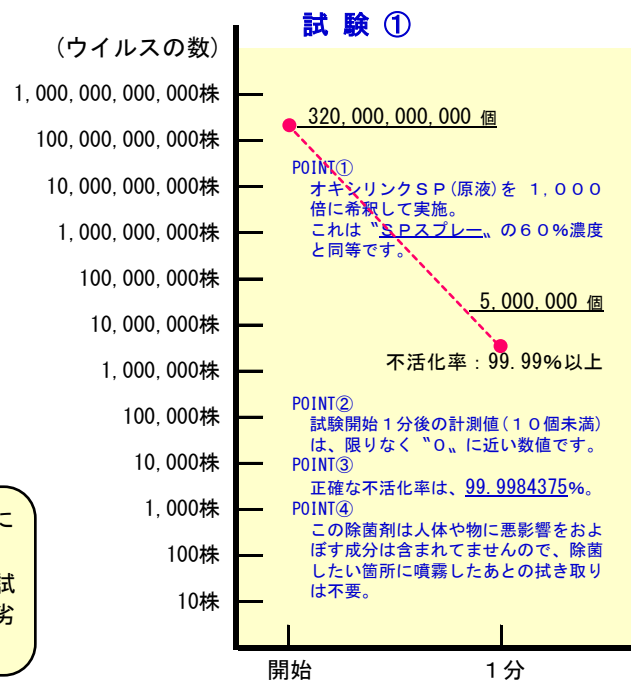 試 験 ①
(ウイルスの数)
1,000,000,000,000株
100,000,000,000株
10,000,000,000株
1,000,000,000株
100,000,000株
10,000,000株
1,000,000株
100,000株
10,000株
1,000株
100株
10株
320,000,000,000 個
POINT①
オキシリンクSP(原液)を 1,000
倍に希釈して実施。
これは〝SPスプレー〟の60%濃度
と同等です。
5,000,000 個
不活化率:99.99%以上
POINT②
試験開始1分後の計測値(10個未満)
は、限りなく〝0〟に近い数値です。
POINT③
正確な不活化率は、99.9984375%。
POINT④
この除菌剤は人体や物に悪影響をおよ
ぼす成分は含まれてませんので、除菌
したい箇所に噴霧したあとの拭き取り
は不要。
に
試
劣
開始
1分